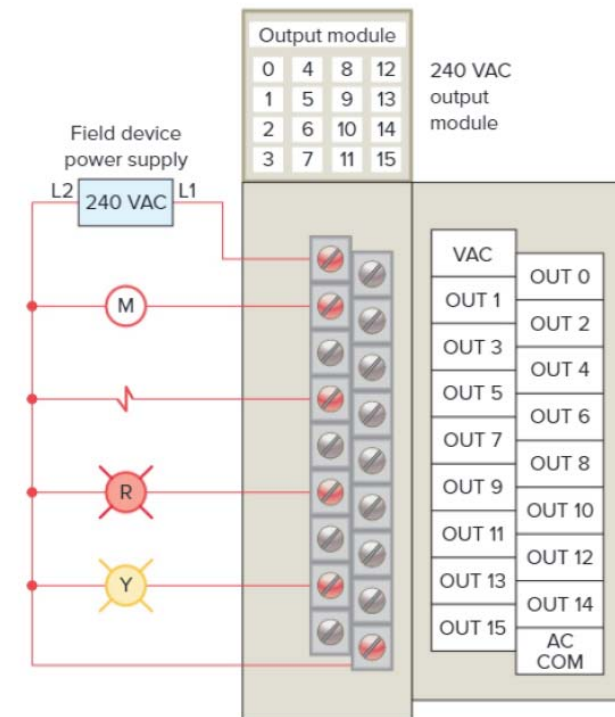 Output module
0 4 8 12
1 5 9 13
2 6 10 14
3 7 11 15
240 VAC
output
module
Field device
power supply
L2 240 VAC L1
M
R
Y
VAC
OUT 0
OUT 1
OUT 2
OUT 3
OUT 4
OUT 5
OUT 6
OUT 7
OUT 8
OUT 9
OUT 10
OUT 11
OUT 12
OUT 13
OUT 14
OUT 15
AC
COM